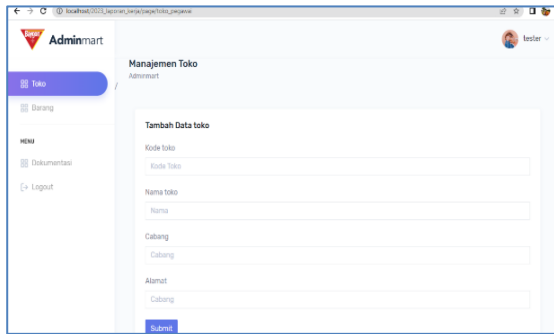 localhost/2023_laporan_kerja/page/toko_pegawai
Adminmart
tester
Manajemen Toko
Adminmart
/
Toko
Barang
MENU
Dokumentasi
Logout
Tambah Data toko
Kode toko
Kode Toko
Nama toko
Nama
Cabang
Cabang
Alamat
Cabang
Submit